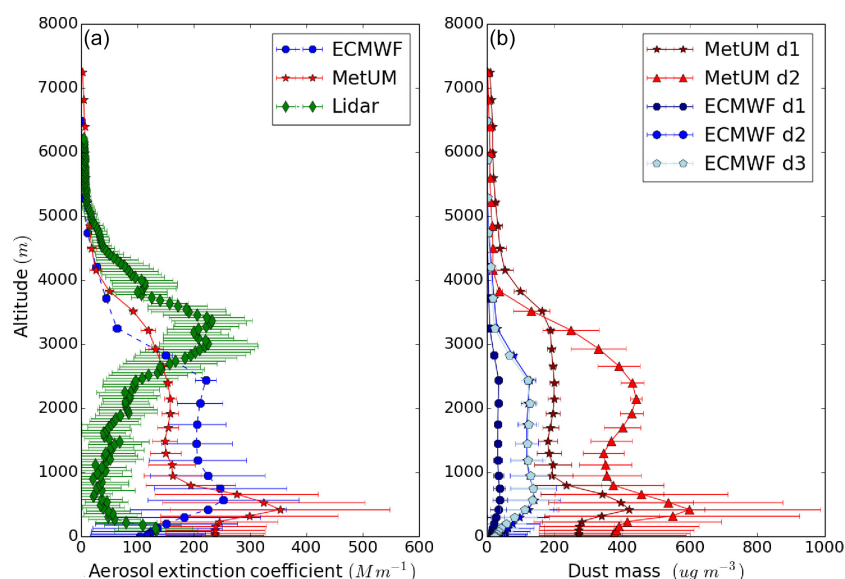 (a)
ECMWF
MetUM
Lidar
8000
7000
6000
5000
4000
3000
2000
1000
0
Altitude (m)
0 100 200 300 400 500 600
Aerosol extinction coefficient (Mm⁻¹)
(b)
MetUM d1
MetUM d2
ECMWF d1
ECMWF d2
ECMWF d3
8000
7000
6000
5000
4000
3000
2000
1000
0
0 200 400 600 800 1000
Dust mass (ug m⁻³)